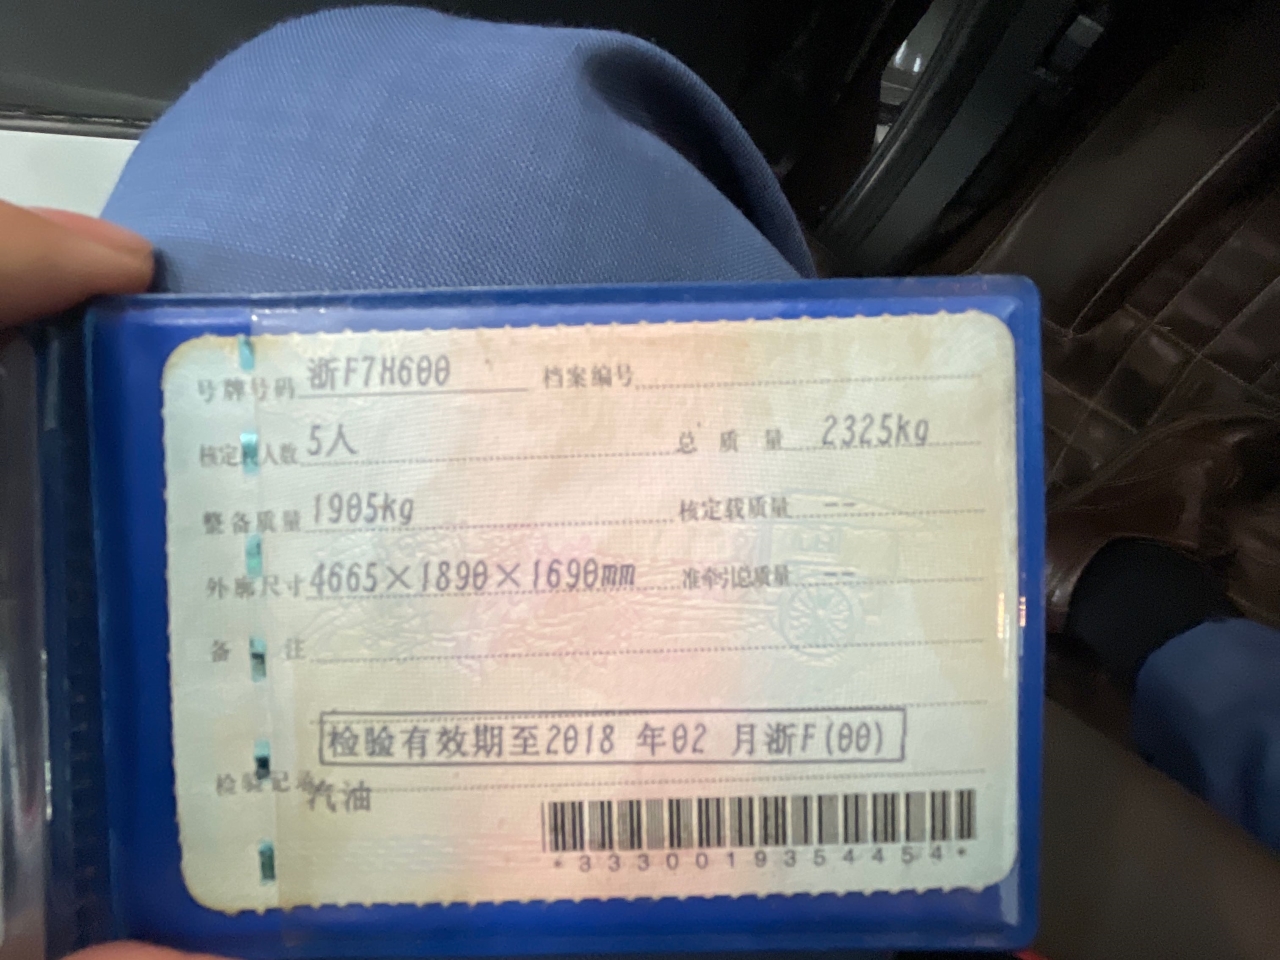 号牌号码 浙F7H600 档案编号
核定载人数 5人 总质量 2325kg
整备质量 1905kg 核定载质量 --
外廓尺寸 4665×1890×1690mm 准牵引总质量 --
备注
检验有效期至2018 年02 月浙F(00)
检验记录 汽油
*3330019354454*